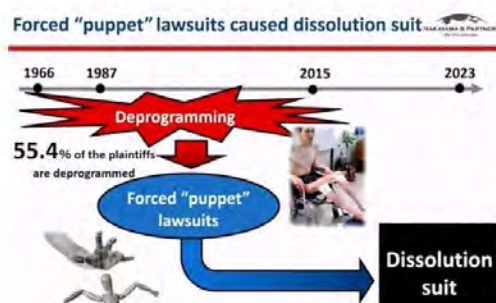 Forced “puppet” lawsuits caused dissolution suit
1966
1987
2015
2023
Deprogramming
55.4% of the plaintiffs
are deprogrammed
Forced “puppet”
lawsuits
Dissolution
suit